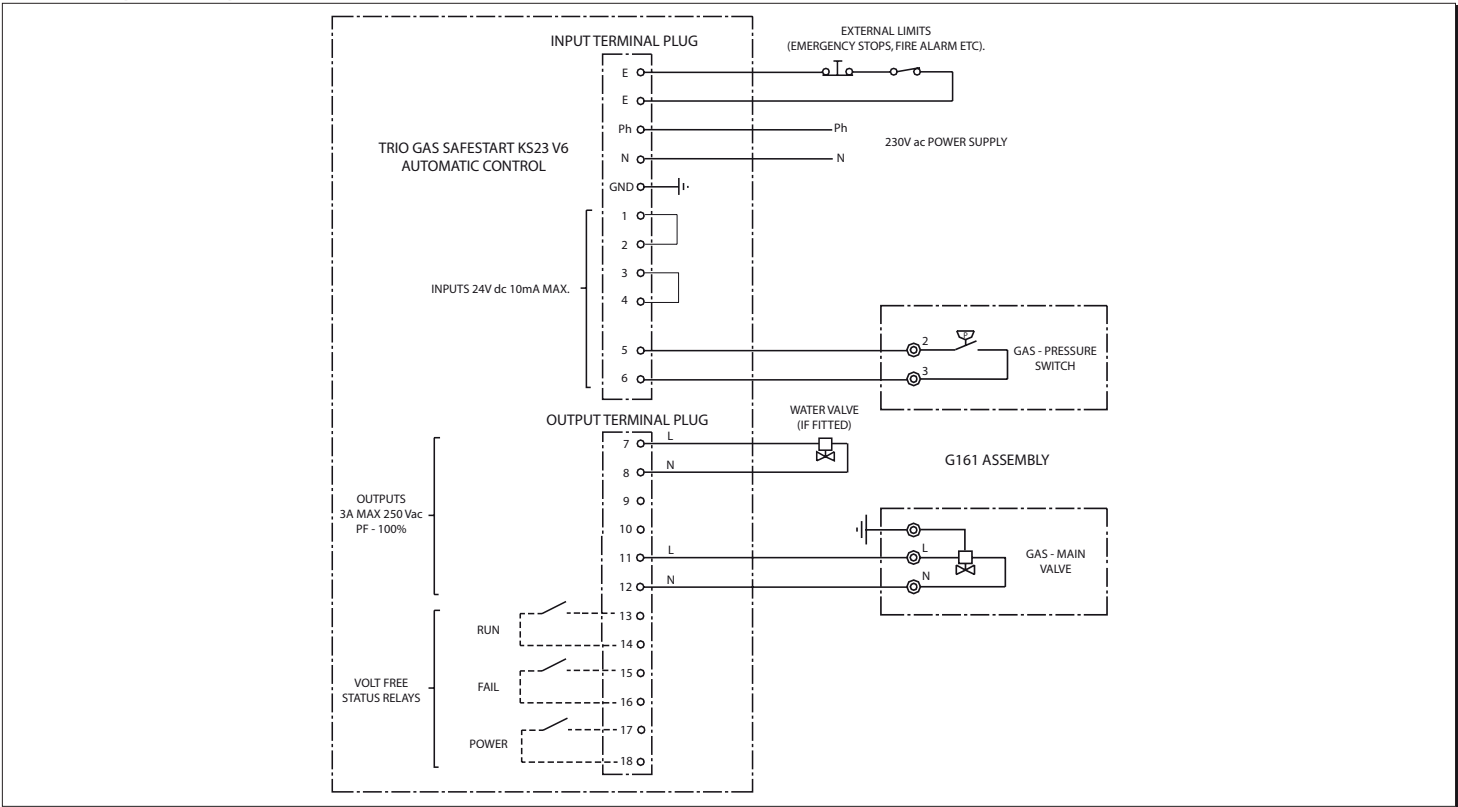 INPUT TERMINAL PLUG
EXTERNAL LIMITS
(EMERGENCY STOPS, FIRE ALARM ETC).
E
E
Ph
Ph
230V ac POWER SUPPLY
N
N
GND
TRIO GAS SAFESTART KS23 V6
AUTOMATIC CONTROL
1
2
3
4
INPUTS 24V dc 10mA MAX.
5
6
2
P
3
GAS - PRESSURE
SWITCH
OUTPUT TERMINAL PLUG
WATER VALVE
(IF FITTED)
G161 ASSEMBLY
7
L
8
N
9
10
11
L
12
N
OUTPUTS
3A MAX 250 Vac
PF - 100%
L
N
GAS - MAIN
VALVE
13
RUN
14
15
FAIL
16
17
POWER
18
VOLT FREE
STATUS RELAYS